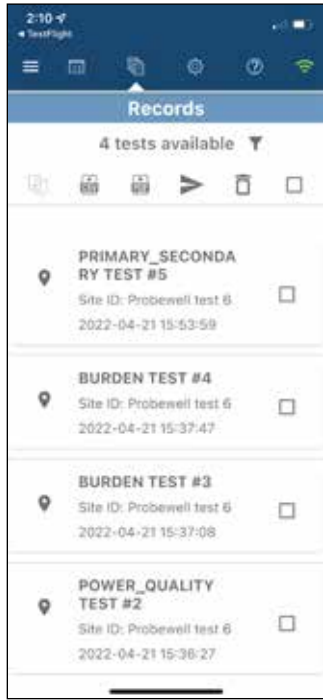 2:10
◀ TestFlight
Records
4 tests available
PRIMARY_SECONDA
RY TEST #5
Site ID: Probewell test 6
2022-04-21 15:53:59
BURDEN TEST #4
Site ID: Probewell test 6
2022-04-21 15:37:47
BURDEN TEST #3
Site ID: Probewell test 6
2022-04-21 15:37:08
POWER_QUALITY
TEST #2
Site ID: Probewell test 6
2022-04-21 15:36:27